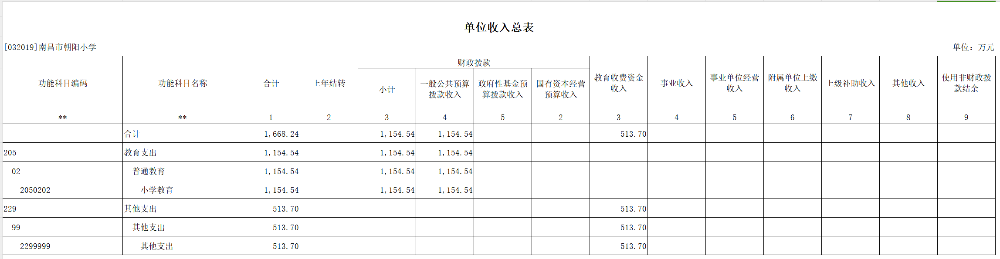 单位收入总表
[032019]南昌市朝阳小学 单位：万元
功能科目编码 功能科目名称 合计 上年结转 财政拨款 教育收费资金收入 事业收入 事业单位经营收入 附属单位上缴收入 上级补助收入 其他收入 使用非财政拨款结余
小计 一般公共预算拨款收入 政府性基金预算拨款收入 国有资本经营预算收入
** ** 1 2 3 4 5 2 3 4 5 6 7 8 9
合计 1,668.24 1,154.54 1,154.54 513.70
205 教育支出 1,154.54 1,154.54 1,154.54
02 普通教育 1,154.54 1,154.54 1,154.54
2050202 小学教育 1,154.54 1,154.54 1,154.54
229 其他支出 513.70 513.70
99 其他支出 513.70 513.70
2299999 其他支出 513.70 513.70